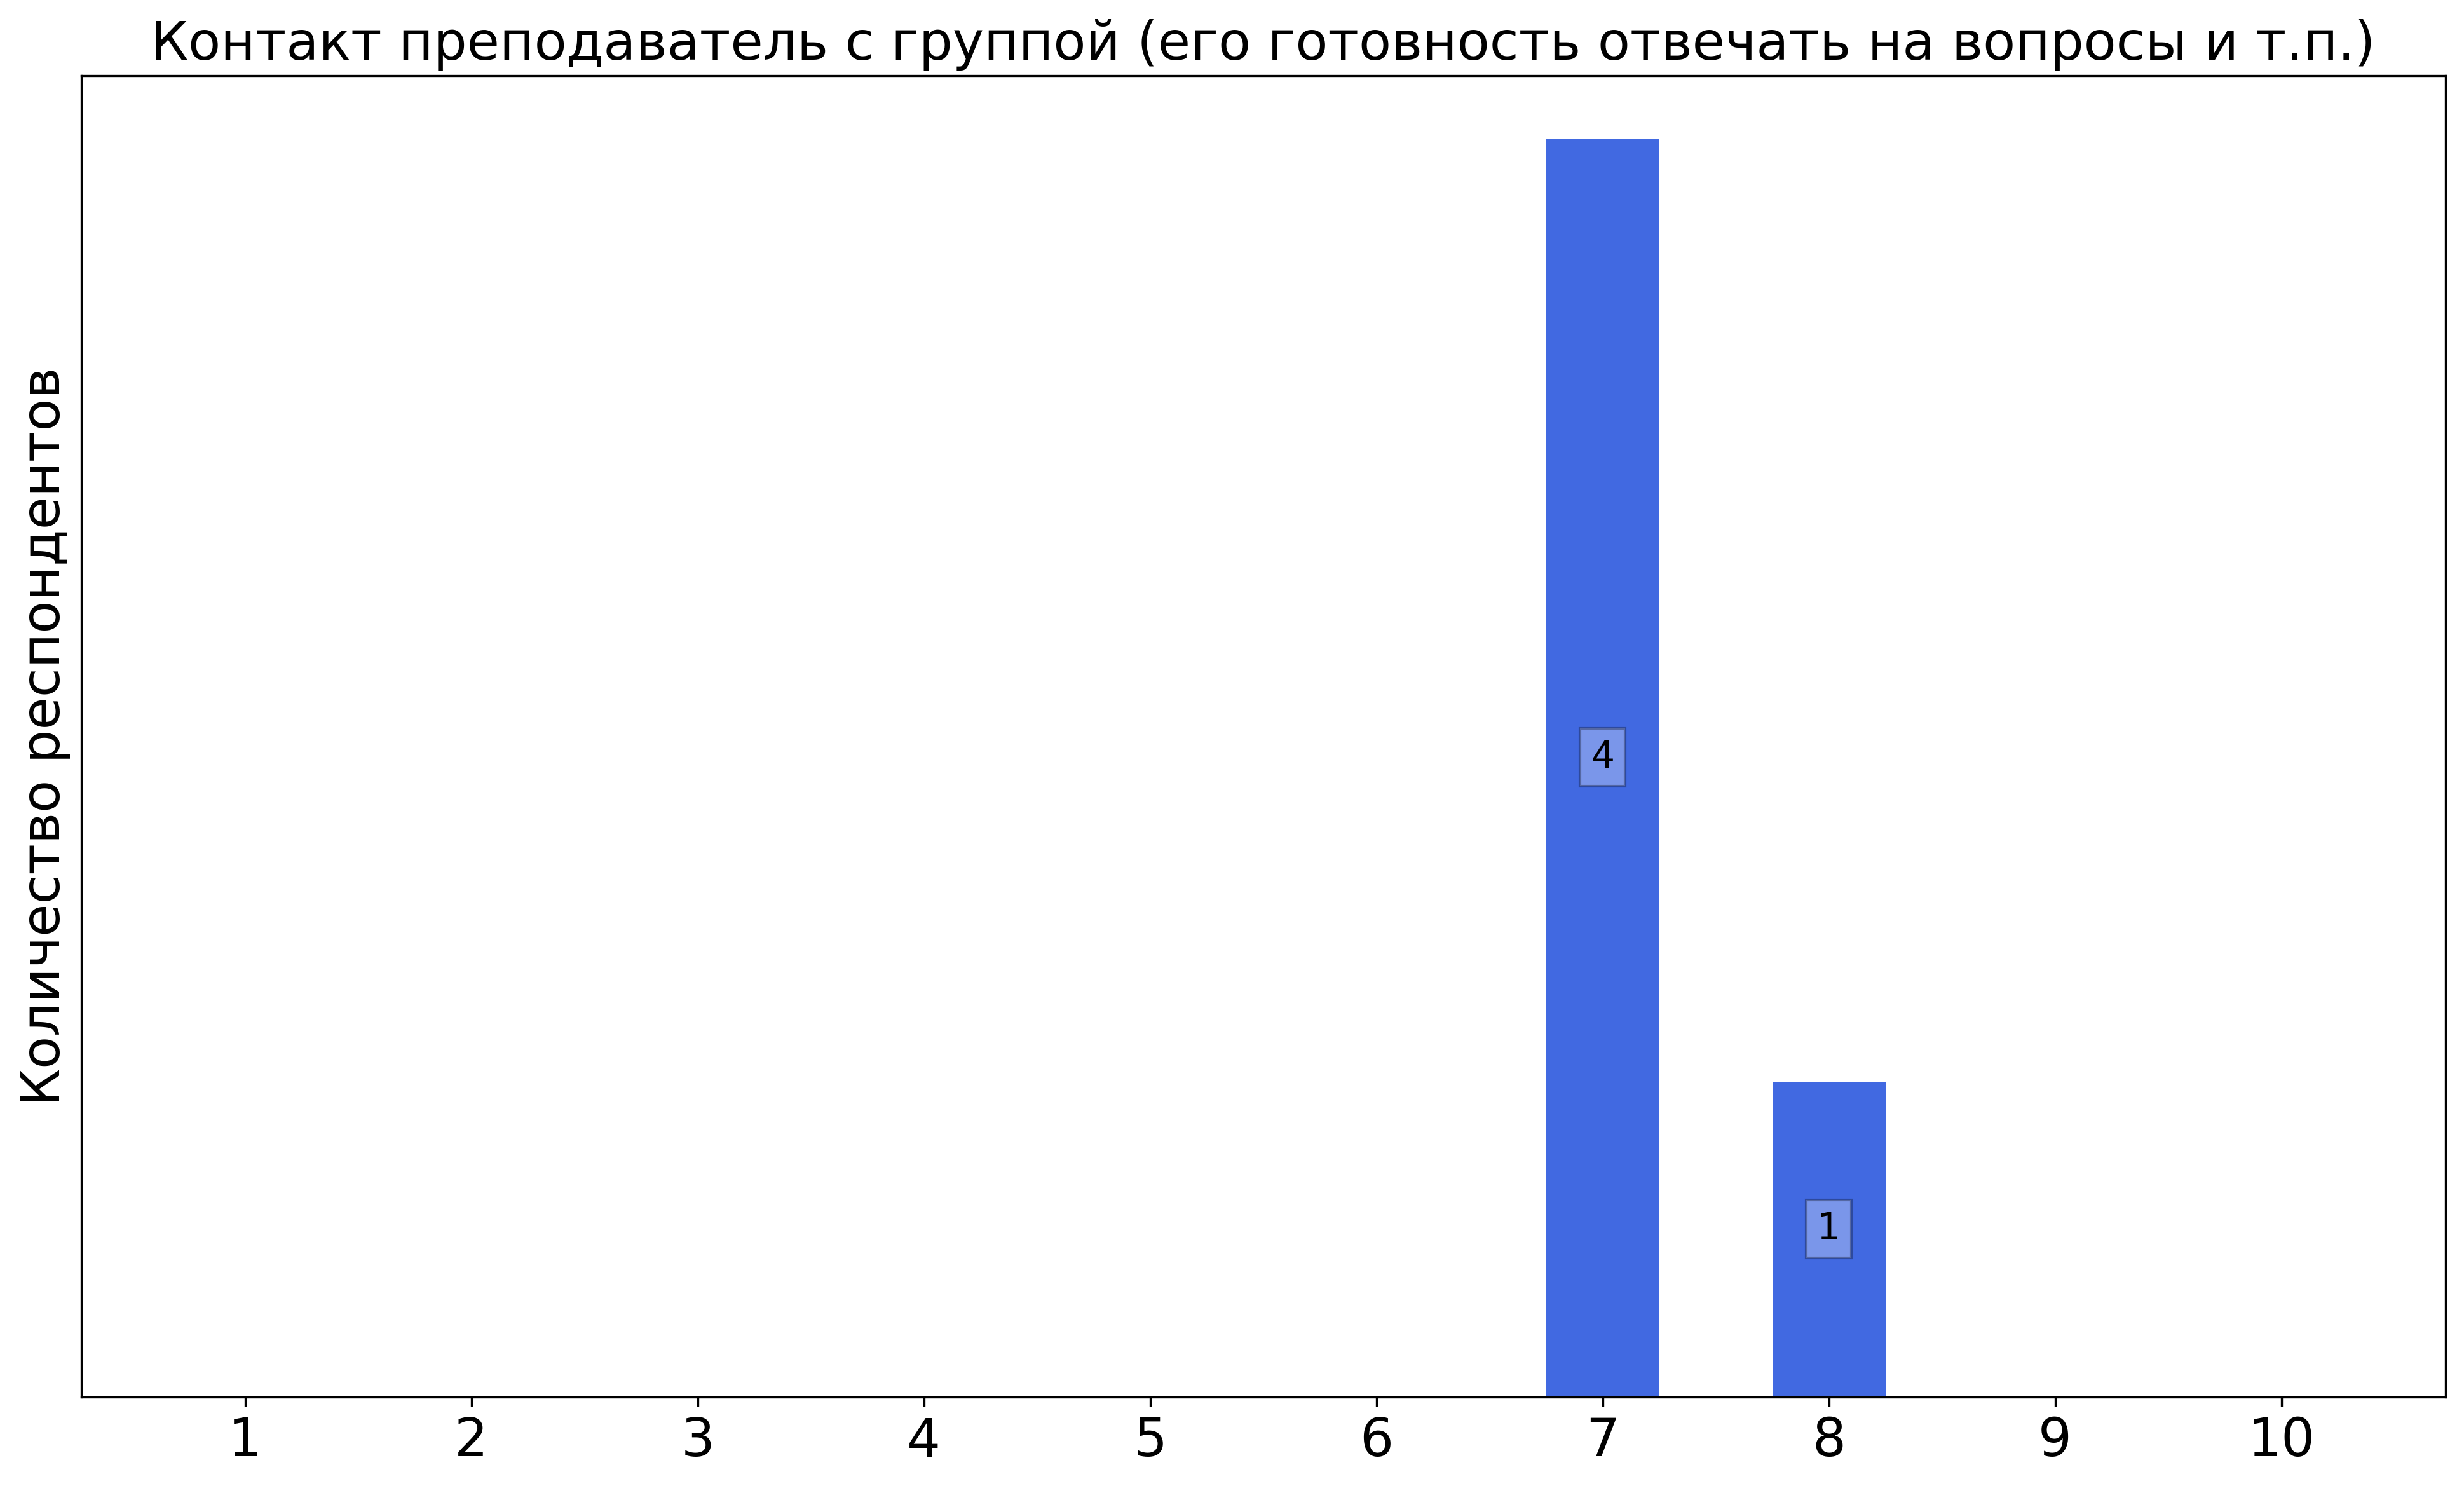 Контакт преподаватель с группой (его готовность отвечать на вопросы и т.п.)
Количество респондентов
4
1
1 2 3 4 5 6 7 8 9 10